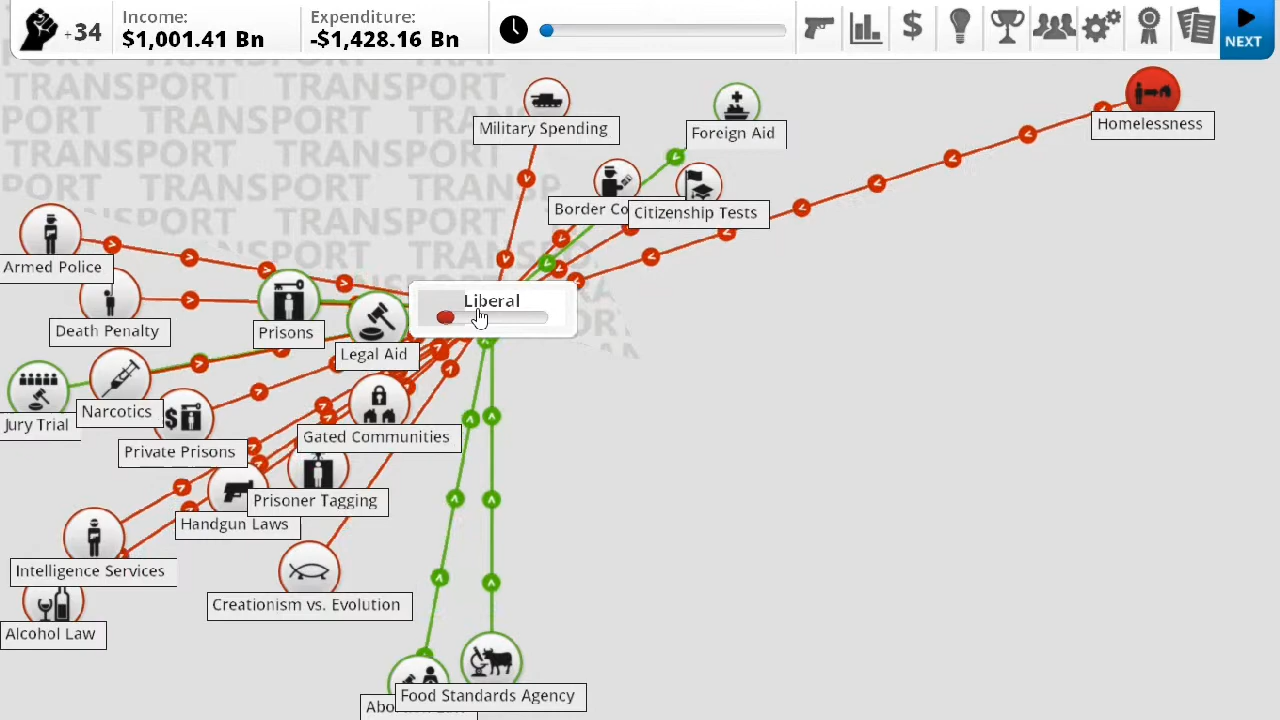 +34
Income:
$1,001.41 Bn
Expenditure:
-$1,428.16 Bn
NEXT
TRANSPORT TRANSPORT TRANSPORT
Military Spending
Foreign Aid
Homelessness
Border Co
Citizenship Tests
Armed Police
Liberal
Death Penalty
Prisons
Legal Aid
Jury Trial
Narcotics
Private Prisons
Gated Communities
Prisoner Tagging
Handgun Laws
Intelligence Services
Creationism vs. Evolution
Alcohol Law
Food Standards Agency